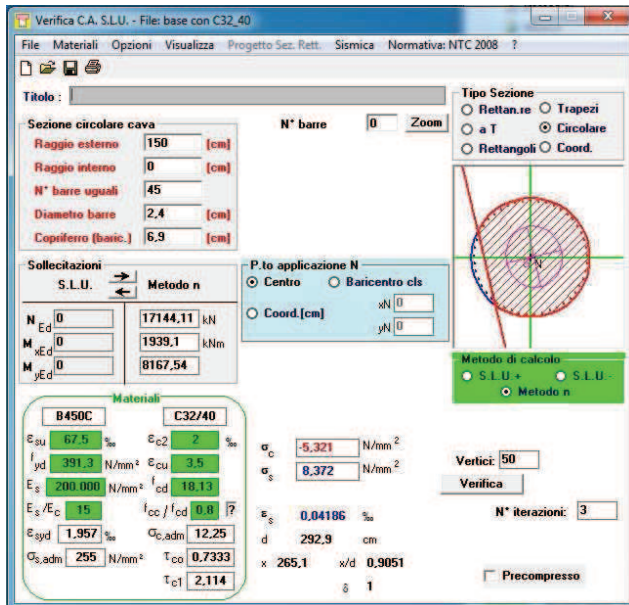 Verifica C.A. S.L.U. - File: base con C32_40
File Materiali Opzioni Visualizza Progetto Sez. Rett. Sismica Normativa: NTC 2008 ?
Titolo :
Tipo Sezione
Rettan.re Trapezi
a T Circolare
Rettangoli Coord.
Sezione circolare cava
N° barre 0 Zoom
Raggio esterno 150 [cm]
Raggio interno 0 [cm]
N° barre uguali 45
Diametro barre 2,4 [cm]
Copriferro (baric.) 6,9 [cm]
N
Sollecitazioni
S.L.U. Metodo n
N Ed 0 17144,11 kN
M xEd 0 1939,1 kNm
M yEd 0 8167,54
P.to applicazione N
Centro Baricentro cls
Coord.[cm] xN 0
yN 0
Metodo di calcolo
S.L.U.+ S.L.U.-
Metodo n
Materiali
B450C C32/40
εsu 67,5 ‰ εc2 2 ‰
fyd 391,3 N/mm² εcu 3,5
Es 200.000 N/mm² fcd 18,13
Es/Ec 15 fcc/fcd 0,8 ?
εsyd 1,957 ‰ σc,adm 12,25
σs,adm 255 N/mm² τco 0,7333
τc1 2,114
σc -5,321 N/mm²
σs 8,372 N/mm²
εs 0,04186 ‰
d 292,9 cm
x 265,1 x/d 0,9051
δ 1
Vertici: 50
Verifica
N° iterazioni: 3
Precompresso